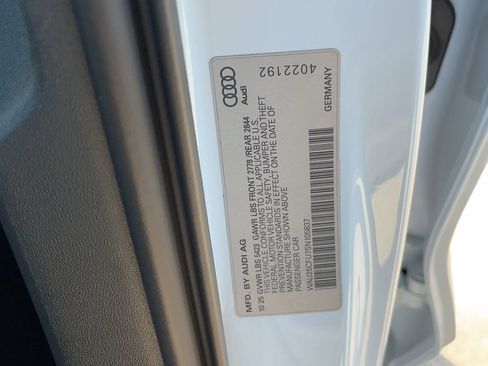 4022192
Audi
GERMANY
MFD. BY AUDI AG
10 25 GVWR LBS 5423 GAWR LBS FRONT 2778 /REAR 2844
THIS VEHICLE CONFORMS TO ALL APPLICABLE U.S.
FEDERAL MOTOR VEHICLE SAFETY, BUMPER AND THEFT
PREVENTION STANDARDS IN EFFECT ON THE DATE OF
MANUFACTURE SHOWN ABOVE
PASSENGER CAR